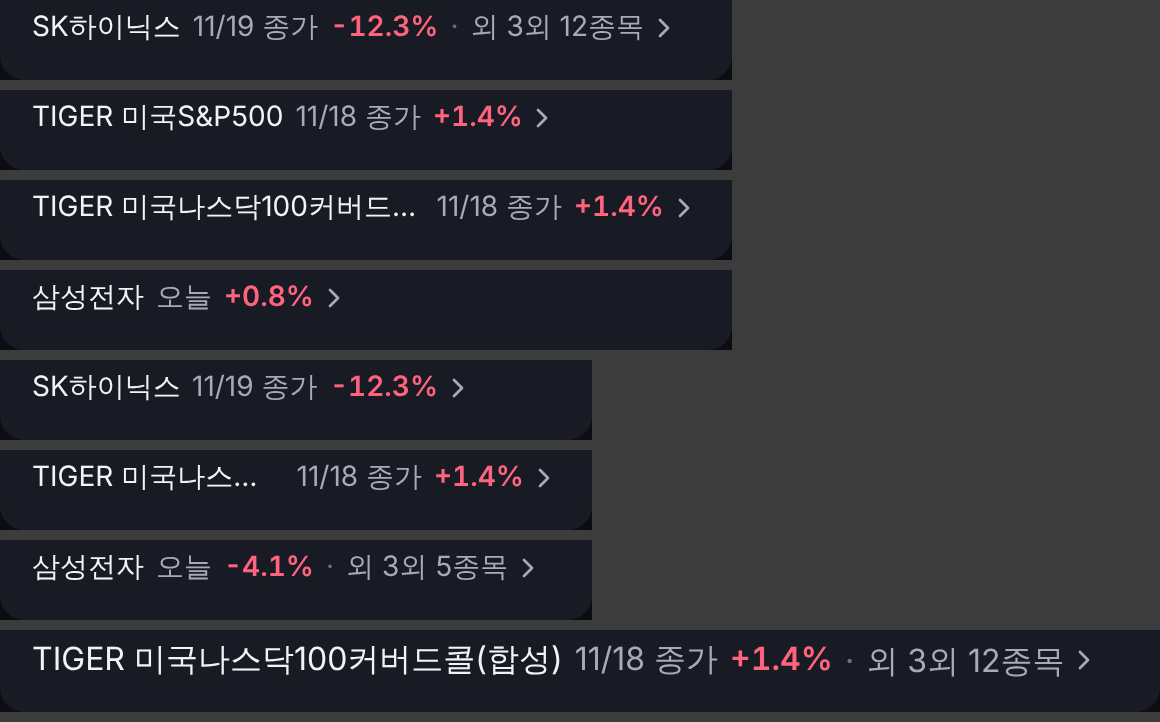 SK하이닉스 11/19 종가 -12.3% · 외 3외 12종목 >
TIGER 미국S&P500 11/18 종가 +1.4% >
TIGER 미국나스닥100커버드... 11/18 종가 +1.4% >
삼성전자 오늘 +0.8% >
SK하이닉스 11/19 종가 -12.3% >
TIGER 미국나스... 11/18 종가 +1.4% >
삼성전자 오늘 -4.1% · 외 3외 5종목 >
TIGER 미국나스닥100커버드콜(합성) 11/18 종가 +1.4% · 외 3외 12종목 >